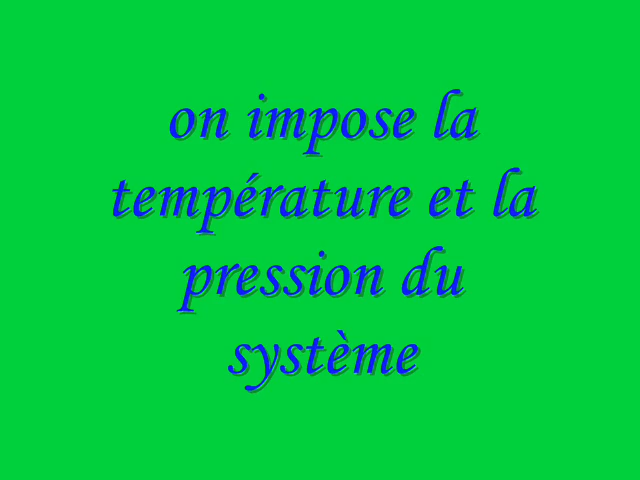 on impose la
température et la
pression du
système